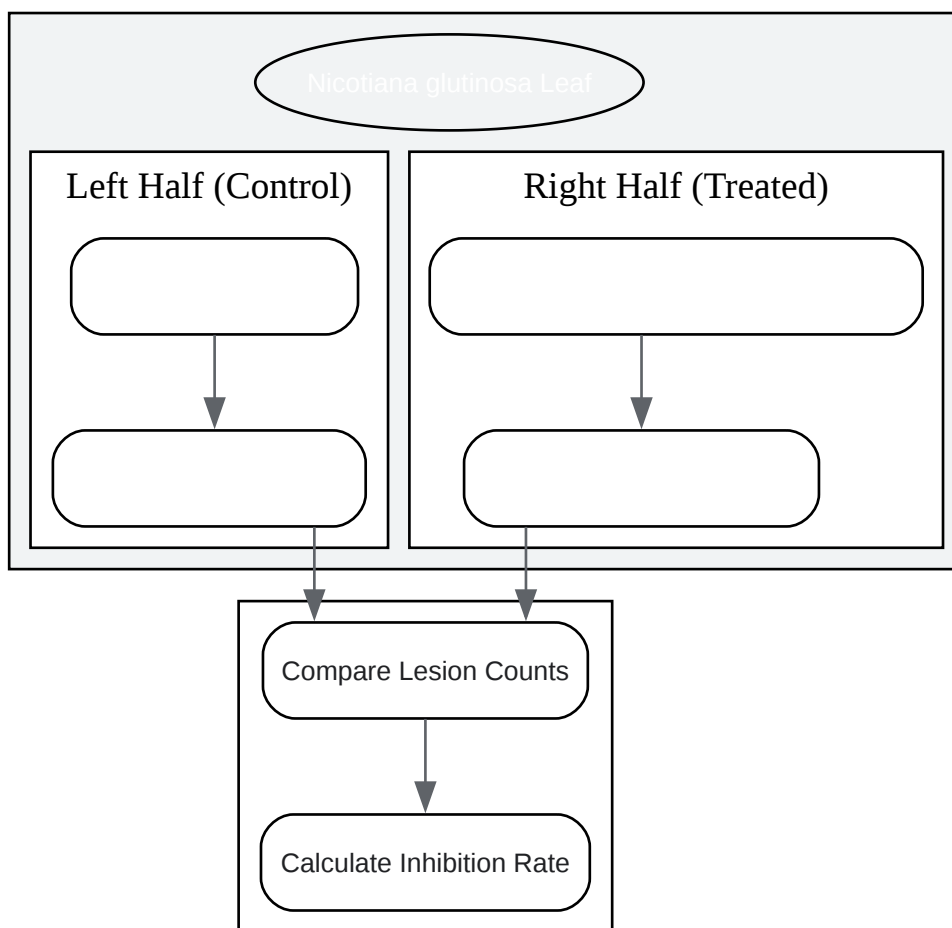 Nicotiana glutinosa Leaf
Left Half (Control)
Right Half (Treated)
Compare Lesion Counts
Calculate Inhibition Rate